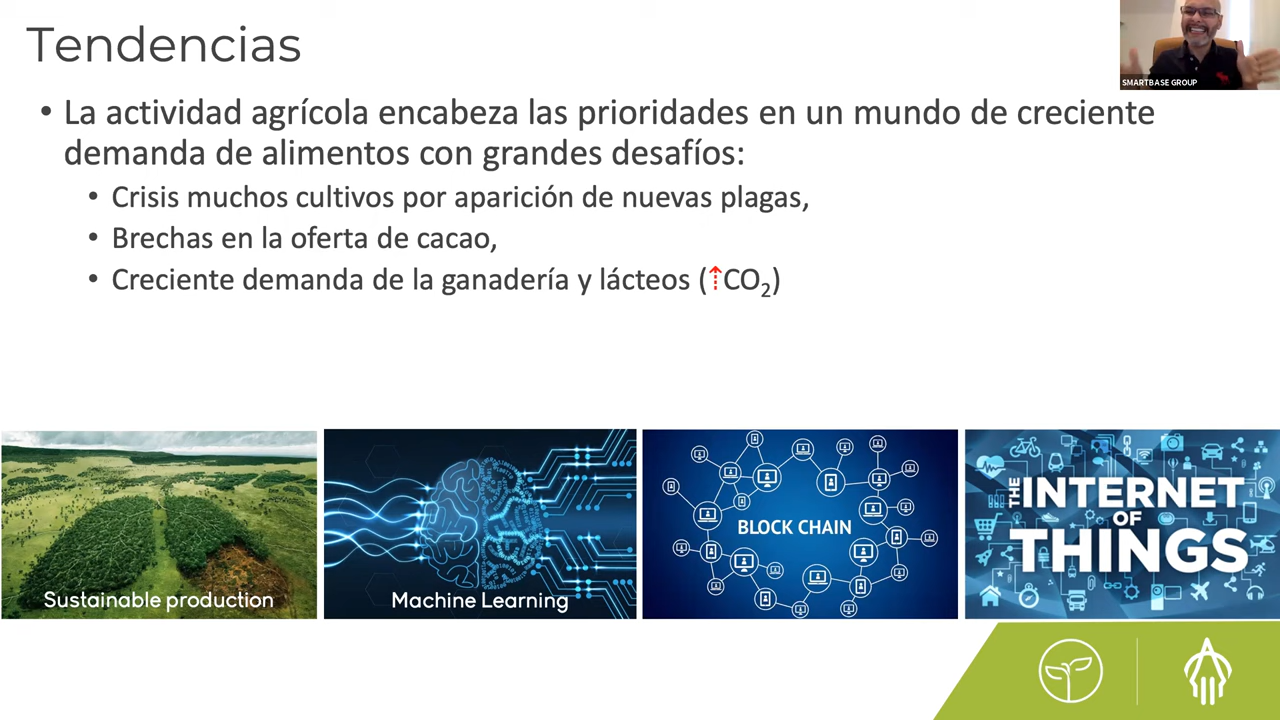 Tendencias
SMARTBASE GROUP
• La actividad agrícola encabeza las prioridades en un mundo de creciente
demanda de alimentos con grandes desafíos:
• Crisis muchos cultivos por aparición de nuevas plagas,
• Brechas en la oferta de cacao,
• Creciente demanda de la ganadería y lácteos (⇡CO₂)
Sustainable production
Machine Learning
BLOCK CHAIN
THE INTERNET
OF
THINGS